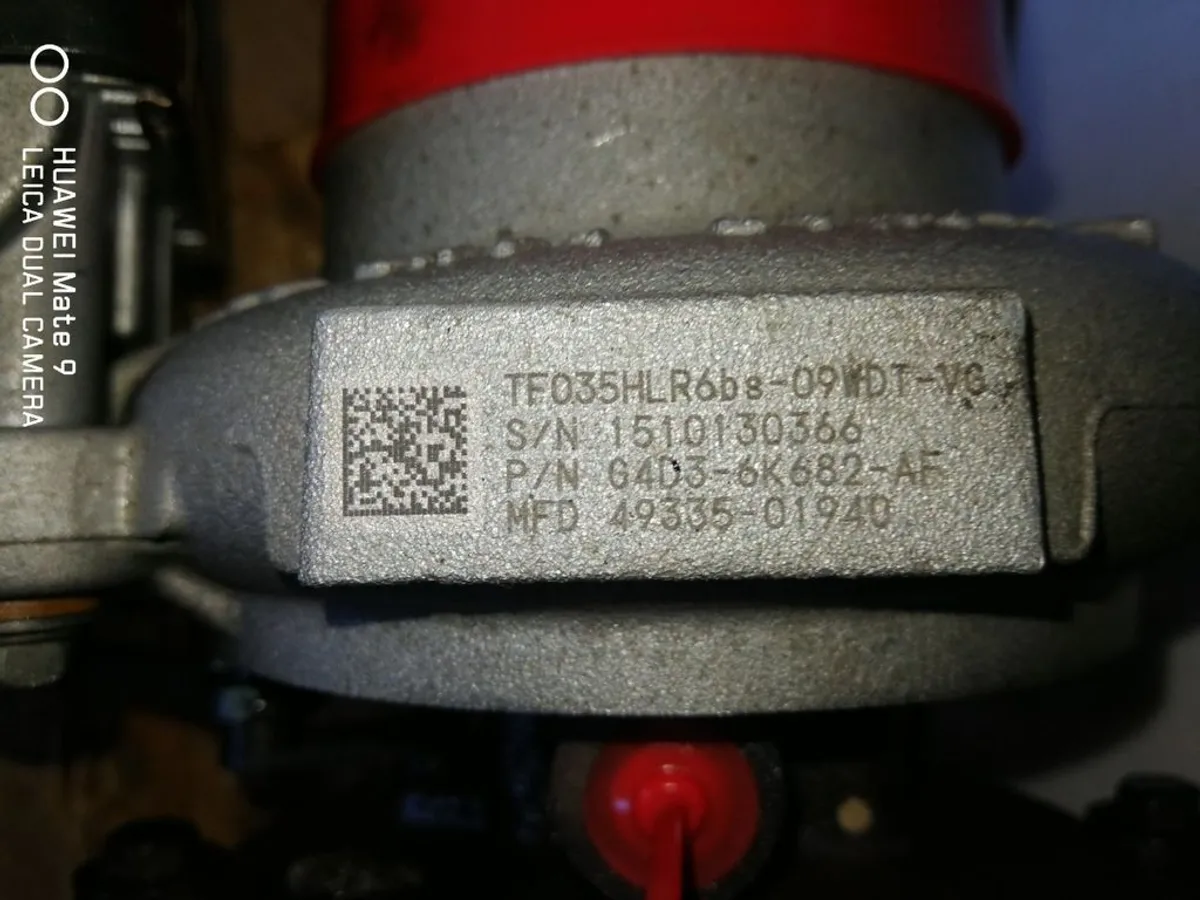 TF035HLR6bs-09WDT-VG
S/N 1510130366
P/N G4D3-6K682-AF
MFD 49335-01940
HUAWEI Mate 9
LEICA DUAL CAMERA